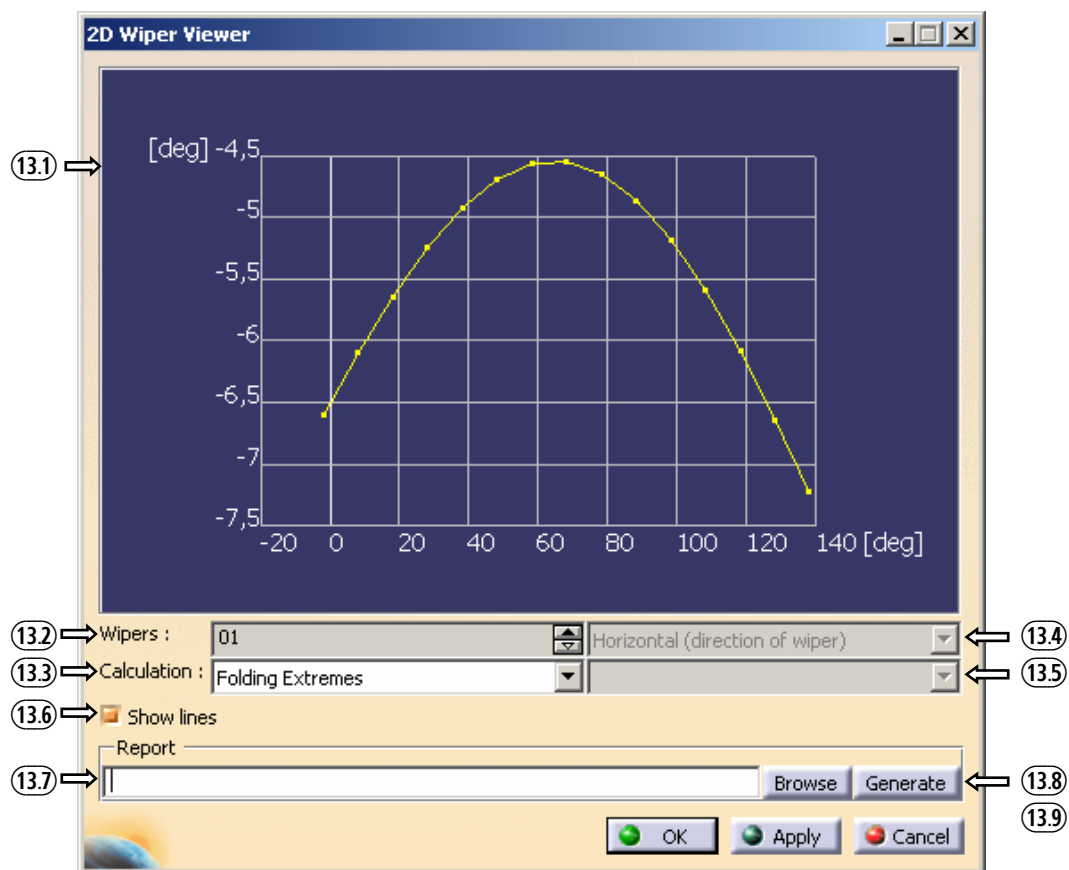 2D Wiper Viewer
13.1
[deg] -4,5
-5
-5,5
-6
-6,5
-7
-7,5
-20 0 20 40 60 80 100 120 140 [deg]
13.2 Wipers : 01 Horizontal (direction of wiper) 13.4
13.3 Calculation : Folding Extremes 13.5
13.6 Show lines
Report
13.7 Browse Generate 13.8
13.9
OK Apply Cancel